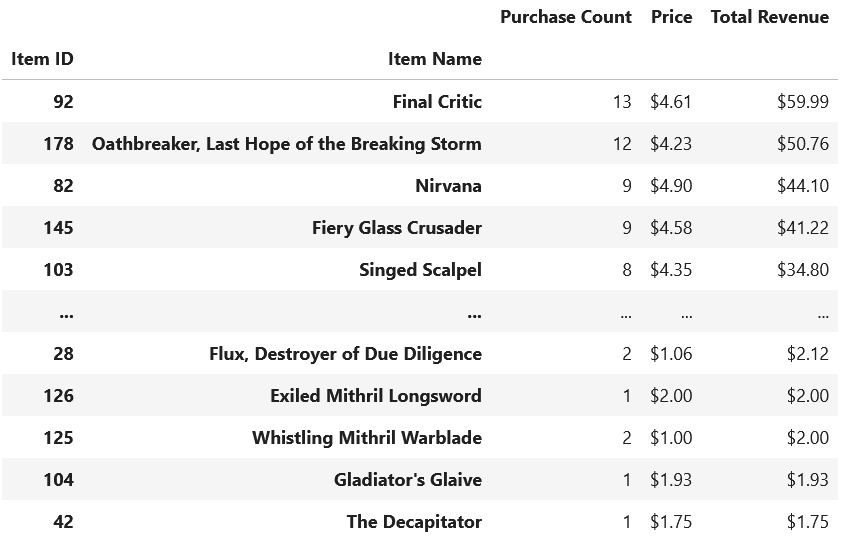 Purchase Count Price Total Revenue
Item ID Item Name
92 Final Critic 13 $4.61 $59.99
178 Oathbreaker, Last Hope of the Breaking Storm 12 $4.23 $50.76
82 Nirvana 9 $4.90 $44.10
145 Fiery Glass Crusader 9 $4.58 $41.22
103 Singed Scalpel 8 $4.35 $34.80
... ... ... ... ...
28 Flux, Destroyer of Due Diligence 2 $1.06 $2.12
126 Exiled Mithril Longsword 1 $2.00 $2.00
125 Whistling Mithril Warblade 2 $1.00 $2.00
104 Gladiator's Glaive 1 $1.93 $1.93
42 The Decapitator 1 $1.75 $1.75